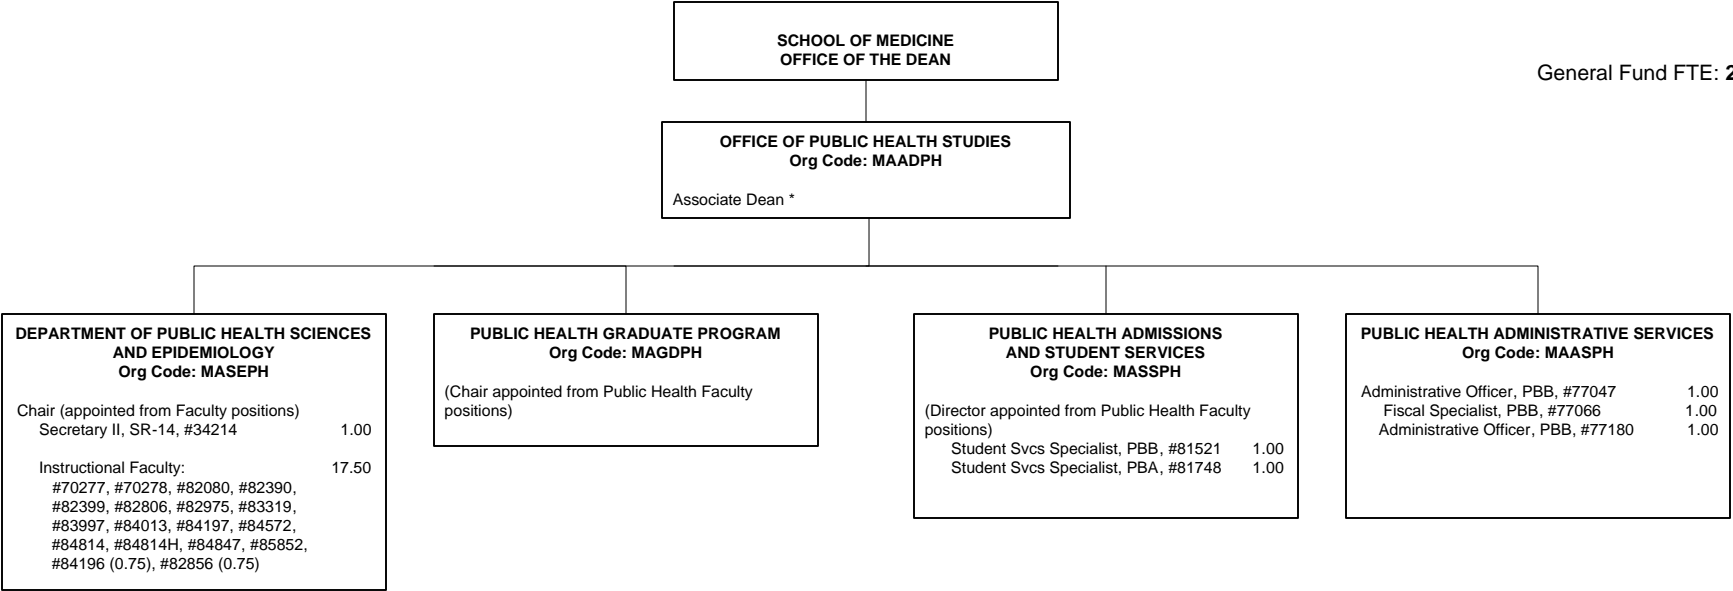 SCHOOL OF MEDICINE
OFFICE OF THE DEAN
General Fund FTE: 2
OFFICE OF PUBLIC HEALTH STUDIES
Org Code: MAADPH
Associate Dean *
DEPARTMENT OF PUBLIC HEALTH SCIENCES
AND EPIDEMIOLOGY
Org Code: MASEPH
Chair (appointed from Faculty positions)
Secretary II, SR-14, #34214 1.00
Instructional Faculty: 17.50
#70277, #70278, #82080, #82390,
#82399, #82806, #82975, #83319,
#83997, #84013, #84197, #84572,
#84814, #84814H, #84847, #85852,
#84196 (0.75), #82856 (0.75)
PUBLIC HEALTH GRADUATE PROGRAM
Org Code: MAGDPH
(Chair appointed from Public Health Faculty
positions)
PUBLIC HEALTH ADMISSIONS
AND STUDENT SERVICES
Org Code: MASSPH
(Director appointed from Public Health Faculty
positions)
Student Svcs Specialist, PBB, #81521 1.00
Student Svcs Specialist, PBA, #81748 1.00
PUBLIC HEALTH ADMINISTRATIVE SERVICES
Org Code: MAASPH
Administrative Officer, PBB, #77047 1.00
Fiscal Specialist, PBB, #77066 1.00
Administrative Officer, PBB, #77180 1.00